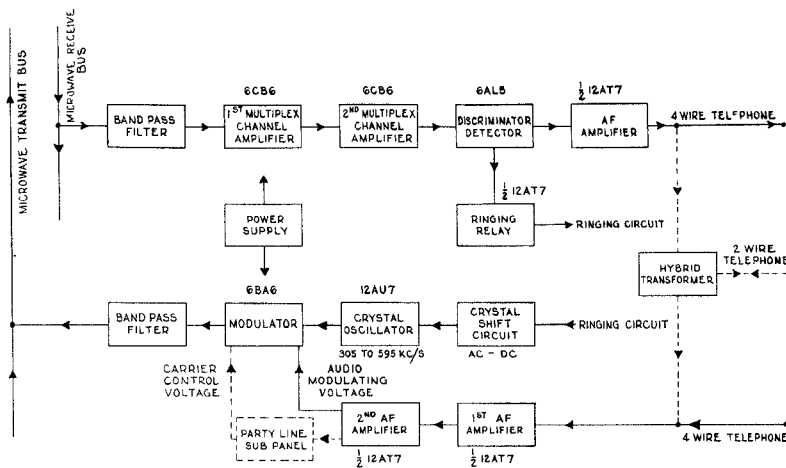 MICROWAVE TRANSMIT BUS
MICROWAVE RECEIVE
BUS
BAND PASS
FILTER
6CB6
1ST MULTIPLEX
CHANNEL
AMPLIFIER
6CB6
2ND MULTIPLEX
CHANNEL
AMPLIFIER
6AL5
DISCRIMINATOR
DETECTOR
1/2 12AT7
AF
AMPLIFIER
4 WIRE TELEPHONE
1/2 12AT7
RINGING
RELAY
RINGING CIRCUIT
POWER
SUPPLY
2 WIRE
TELEPHONE
HYBRID
TRANSFORMER
BAND PASS
FILTER
6BA6
MODULATOR
12AU7
CRYSTAL
OSCILLATOR
305 TO 595 KC/S
CRYSTAL
SHIFT
CIRCUIT
AC - DC
RINGING CIRCUIT
CARRIER
CONTROL
VOLTAGE
AUDIO
MODULATING
VOLTAGE
PARTY LINE
SUB PANEL
2ND AF
AMPLIFIER
1/2 12AT7
1ST AF
AMPLIFIER
1/2 12AT7
4 WIRE TELEPHONE